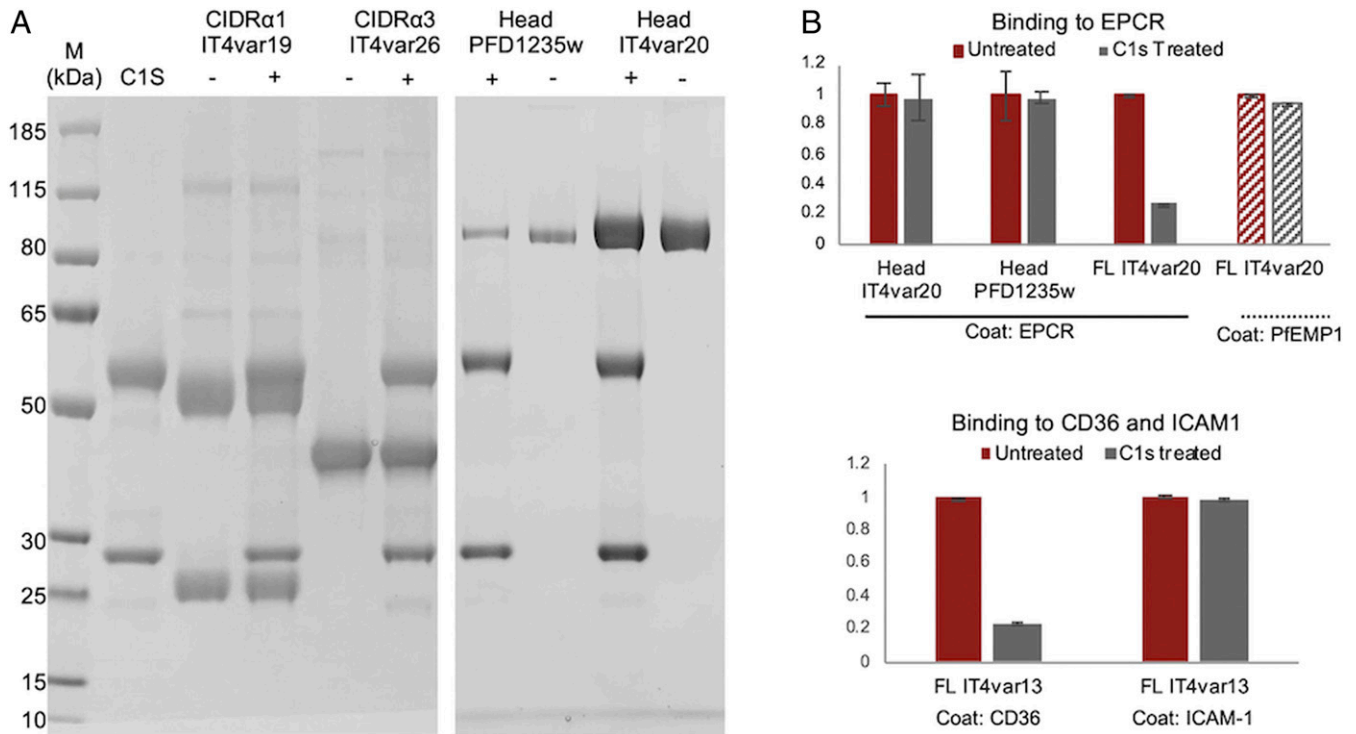 A
M
(kDa)
C1S
CIDRα1
IT4var19
CIDRα3
IT4var26
Head
PFD1235w
Head
IT4var20
- + - + + - + -
185
115
80
65
50
30
25
15
10
B
Binding to EPCR
Untreated C1s Treated
1.2
1
0.8
0.6
0.4
0.2
0
Head
IT4var20
Head
PFD1235w
FL IT4var20
FL IT4var20
Coat: EPCR
Coat: PfEMP1
Binding to CD36 and ICAM1
Untreated C1s treated
1.2
1
0.8
0.6
0.4
0.2
0
FL IT4var13
Coat: CD36
FL IT4var13
Coat: ICAM-1